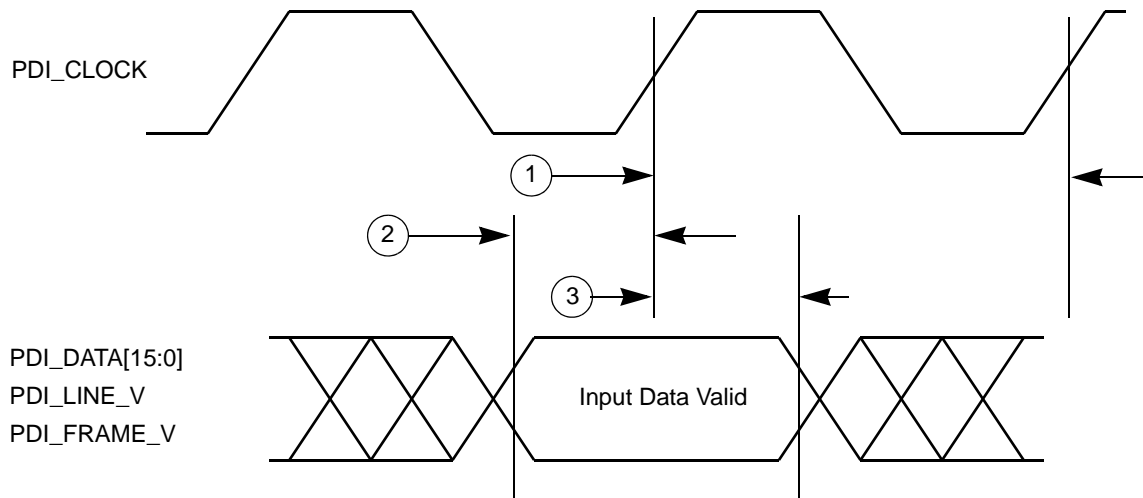 PDI_CLOCK
1
2
3
PDI_DATA[15:0]
PDI_LINE_V
Input Data Valid
PDI_FRAME_V